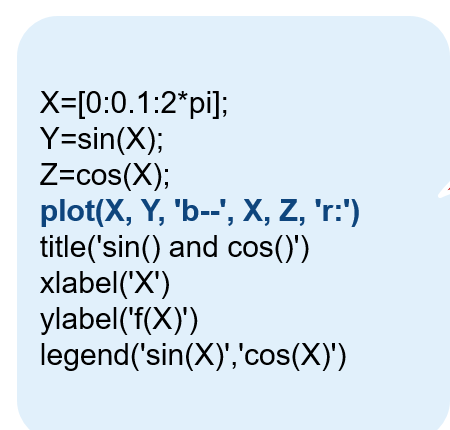 X=[0:0.1:2*pi];
Y=sin(X);
Z=cos(X);
plot(X, Y, 'b--', X, Z, 'r:')
title('sin() and cos()')
xlabel('X')
ylabel('f(X)')
legend('sin(X)','cos(X)')